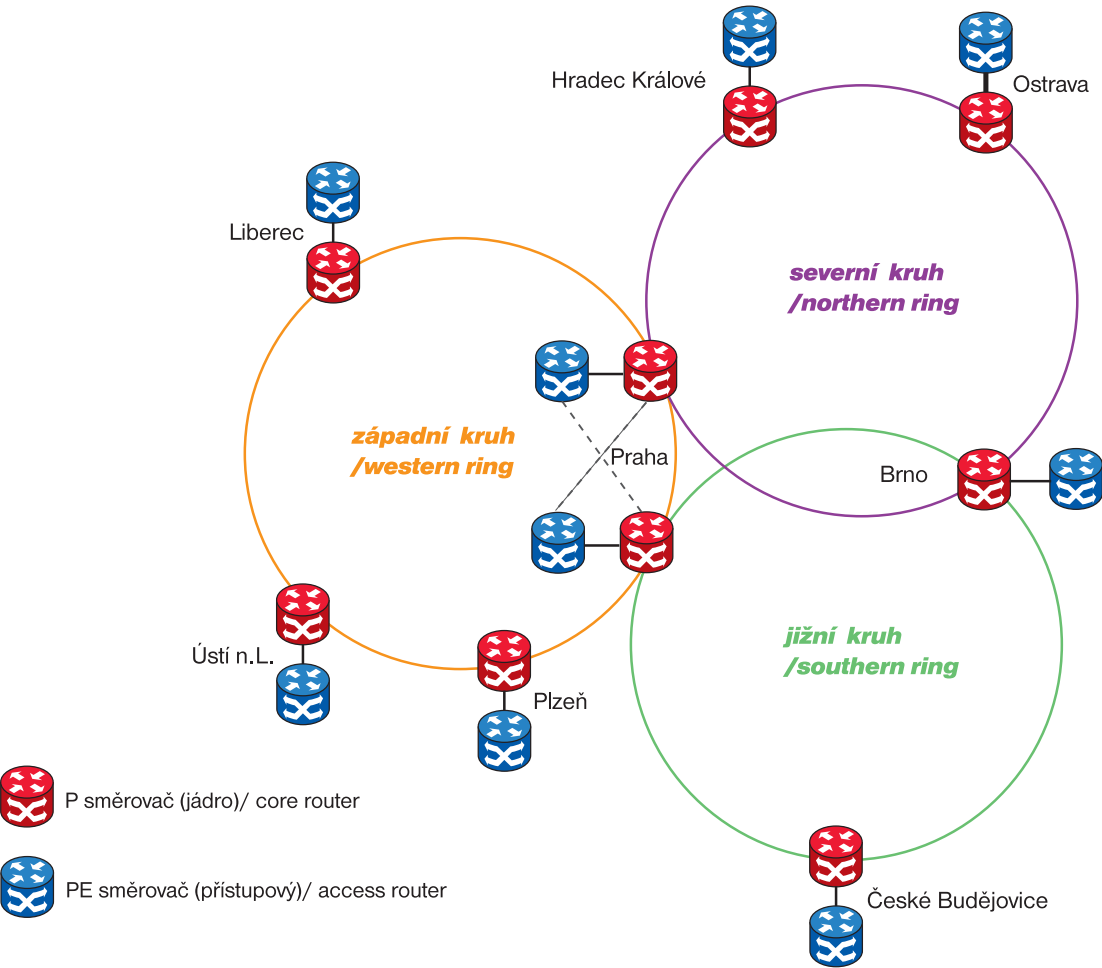 Hradec Králové
Ostrava
Liberec
severní kruh
/northern ring
západní kruh
/western ring
Praha
Brno
jižní kruh
/southern ring
Ústí n.L.
Plzeň
P směrovač (jádro)/ core router
PE směrovač (přístupový)/ access router
České Budějovice